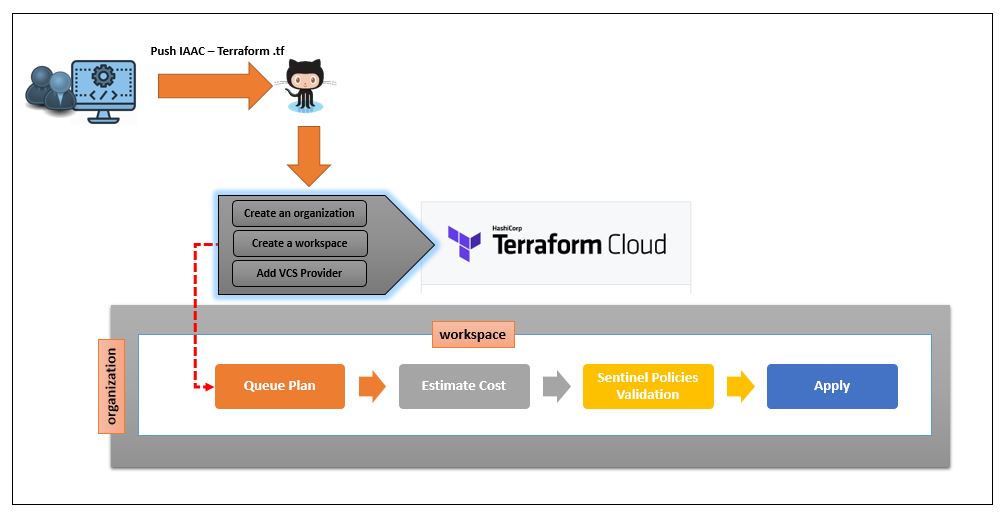 Push IAAC – Terraform .tf
Create an organization
Create a workspace
Add VCS Provider
HashiCorp
Terraform Cloud
workspace
organization
Queue Plan
Estimate Cost
Sentinel Policies
Validation
Apply